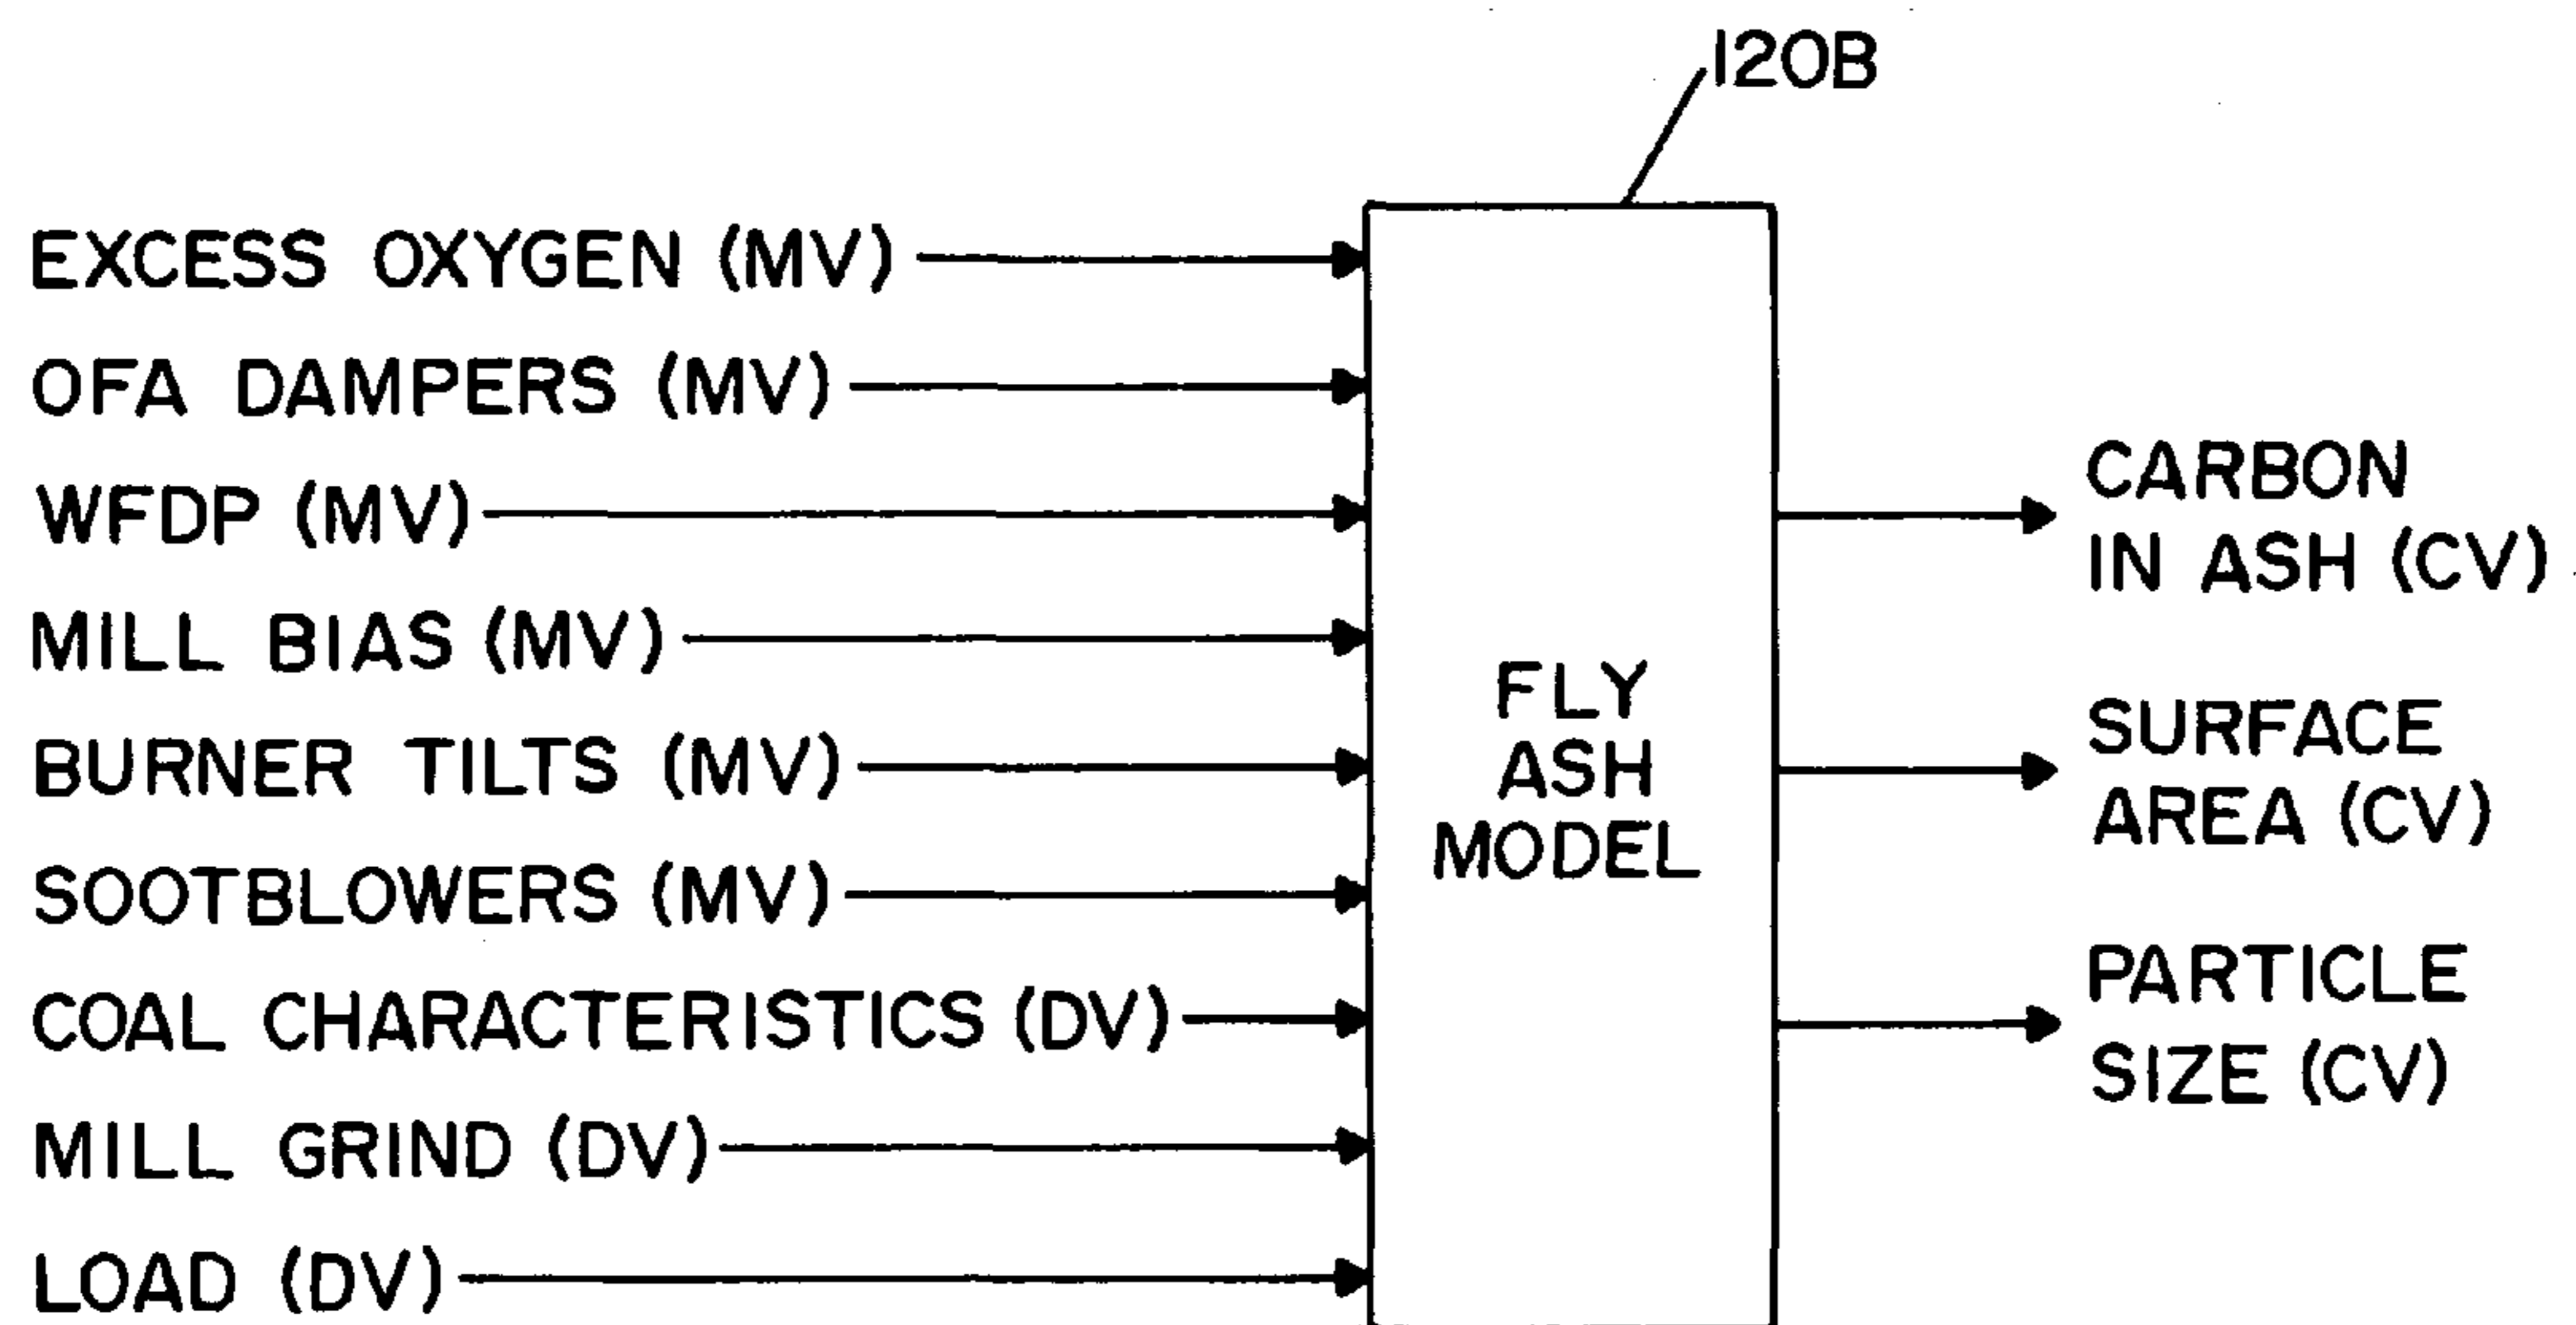 120B
EXCESS OXYGEN (MV)
OFA DAMPERS (MV)
WFDP (MV)
MILL BIAS (MV)
BURNER TILTS (MV)
SOOTBLOWERS (MV)
COAL CHARACTERISTICS (DV)
MILL GRIND (DV)
LOAD (DV)
FLY
ASH
MODEL
CARBON
IN ASH (CV)
SURFACE
AREA (CV)
PARTICLE
SIZE (CV)